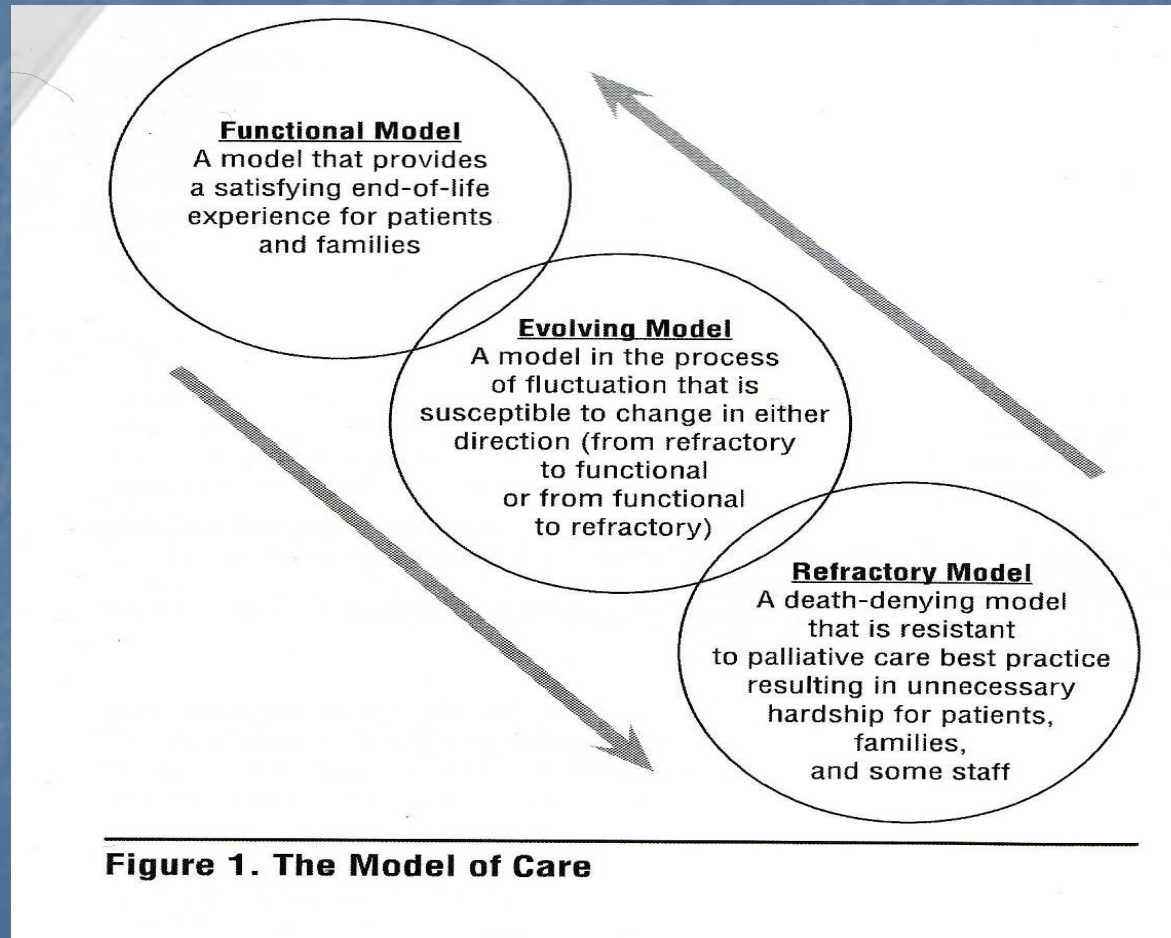 Functional Model
A model that provides
a satisfying end-of-life
experience for patients
and families
Evolving Model
A model in the process
of fluctuation that is
susceptible to change in either
direction (from refractory
to functional
or from functional
to refractory)
Refractory Model
A death-denying model
that is resistant
to palliative care best practice
resulting in unnecessary
hardship for patients,
families,
and some staff
Figure 1. The Model of Care